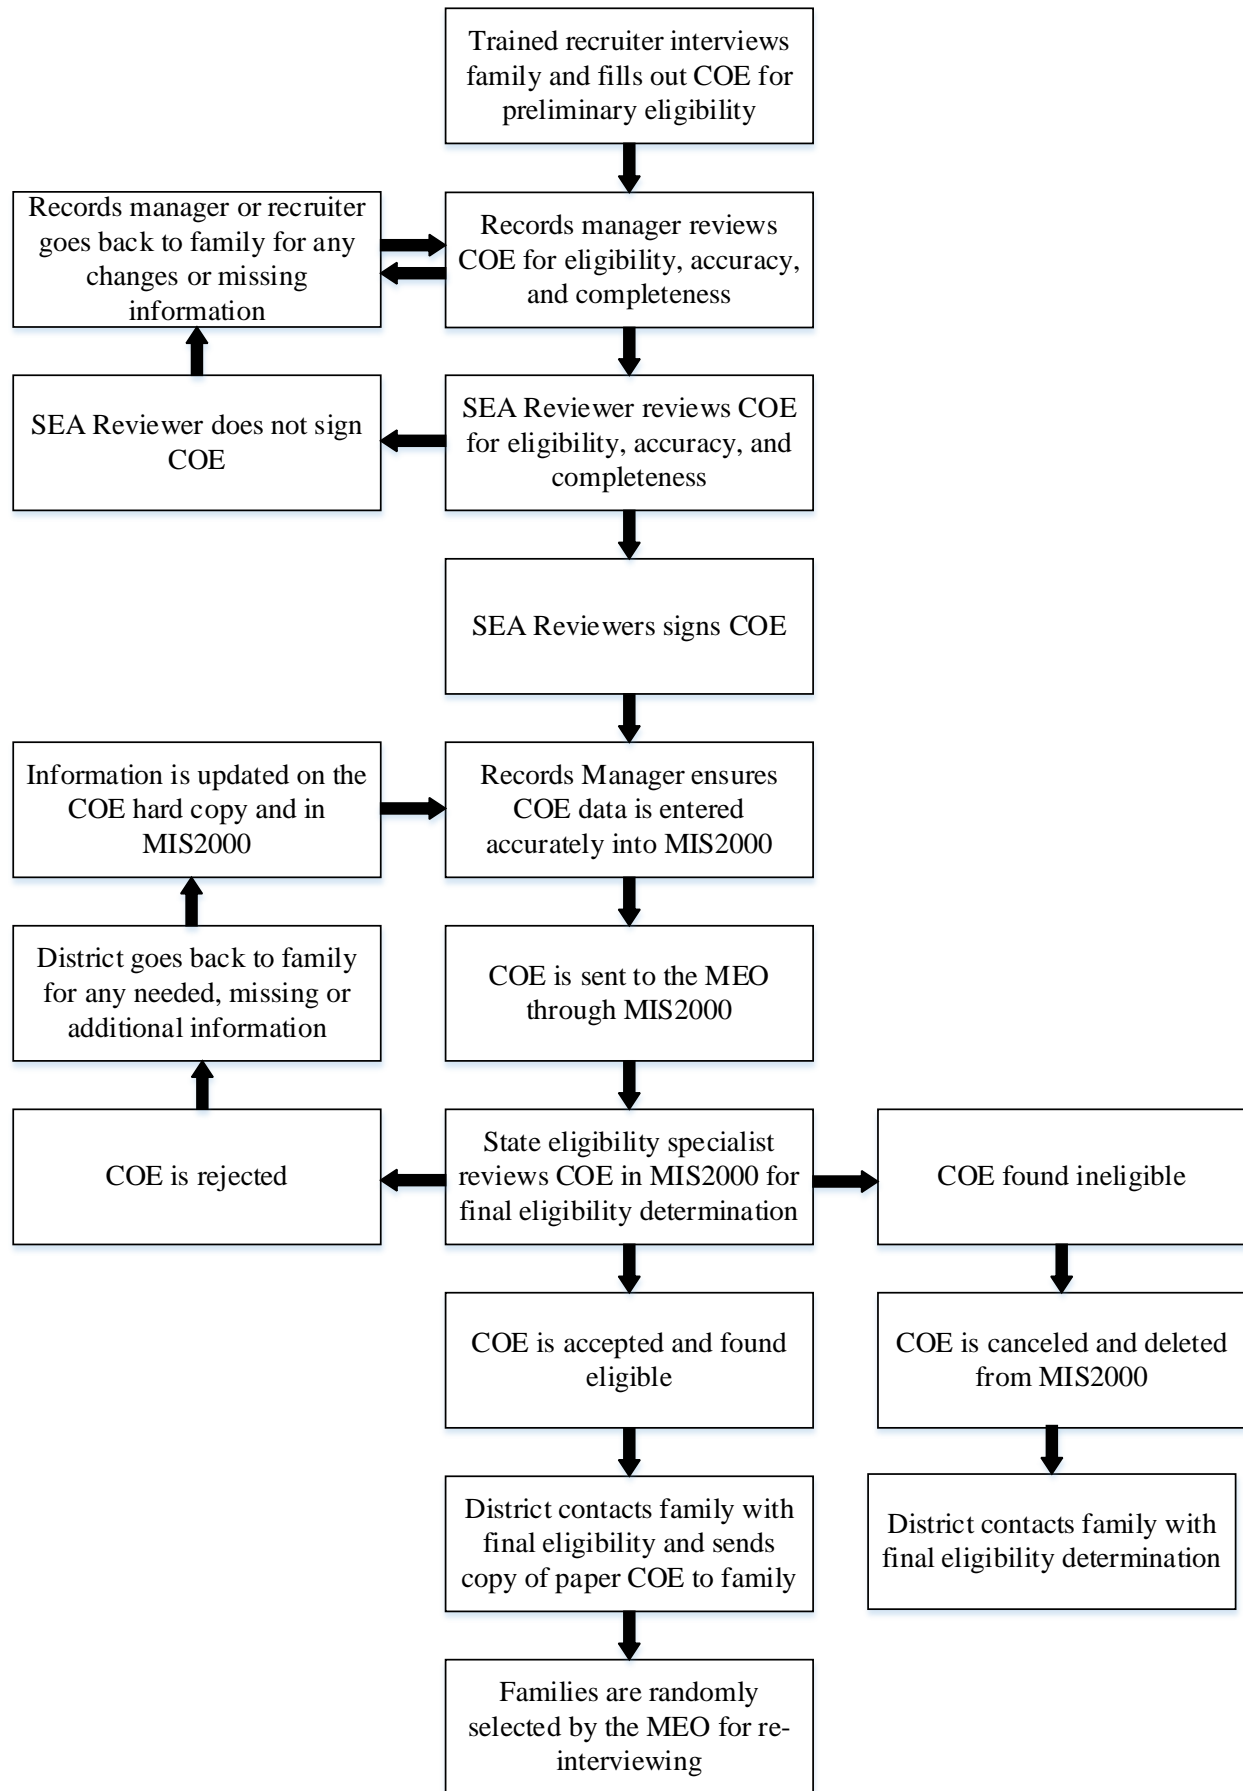 Trained recruiter interviews
family and fills out COE for
preliminary eligibility
Records manager or recruiter
goes back to family for any
changes or missing
information
Records manager reviews
COE for eligibility, accuracy,
and completeness
SEA Reviewer does not sign
COE
SEA Reviewer reviews COE
for eligibility, accuracy, and
completeness
SEA Reviewers signs COE
Information is updated on the
COE hard copy and in
MIS2000
Records Manager ensures
COE data is entered
accurately into MIS2000
District goes back to family
for any needed, missing or
additional information
COE is sent to the MEO
through MIS2000
COE is rejected
State eligibility specialist
reviews COE in MIS2000 for
final eligibility determination
COE found ineligible
COE is accepted and found
eligible
COE is canceled and deleted
from MIS2000
District contacts family with
final eligibility and sends
copy of paper COE to family
District contacts family with
final eligibility determination
Families are randomly
selected by the MEO for re-
interviewing